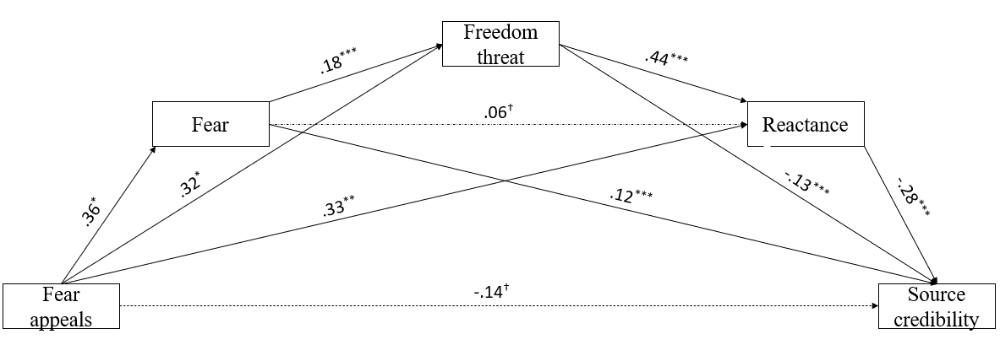 Freedom
threat
.18***
.44***
Fear
.06†
Reactance
.36*
.32*
.33**
.12***
-.13***
-.28***
Fear
appeals
-.14†
Source
credibility